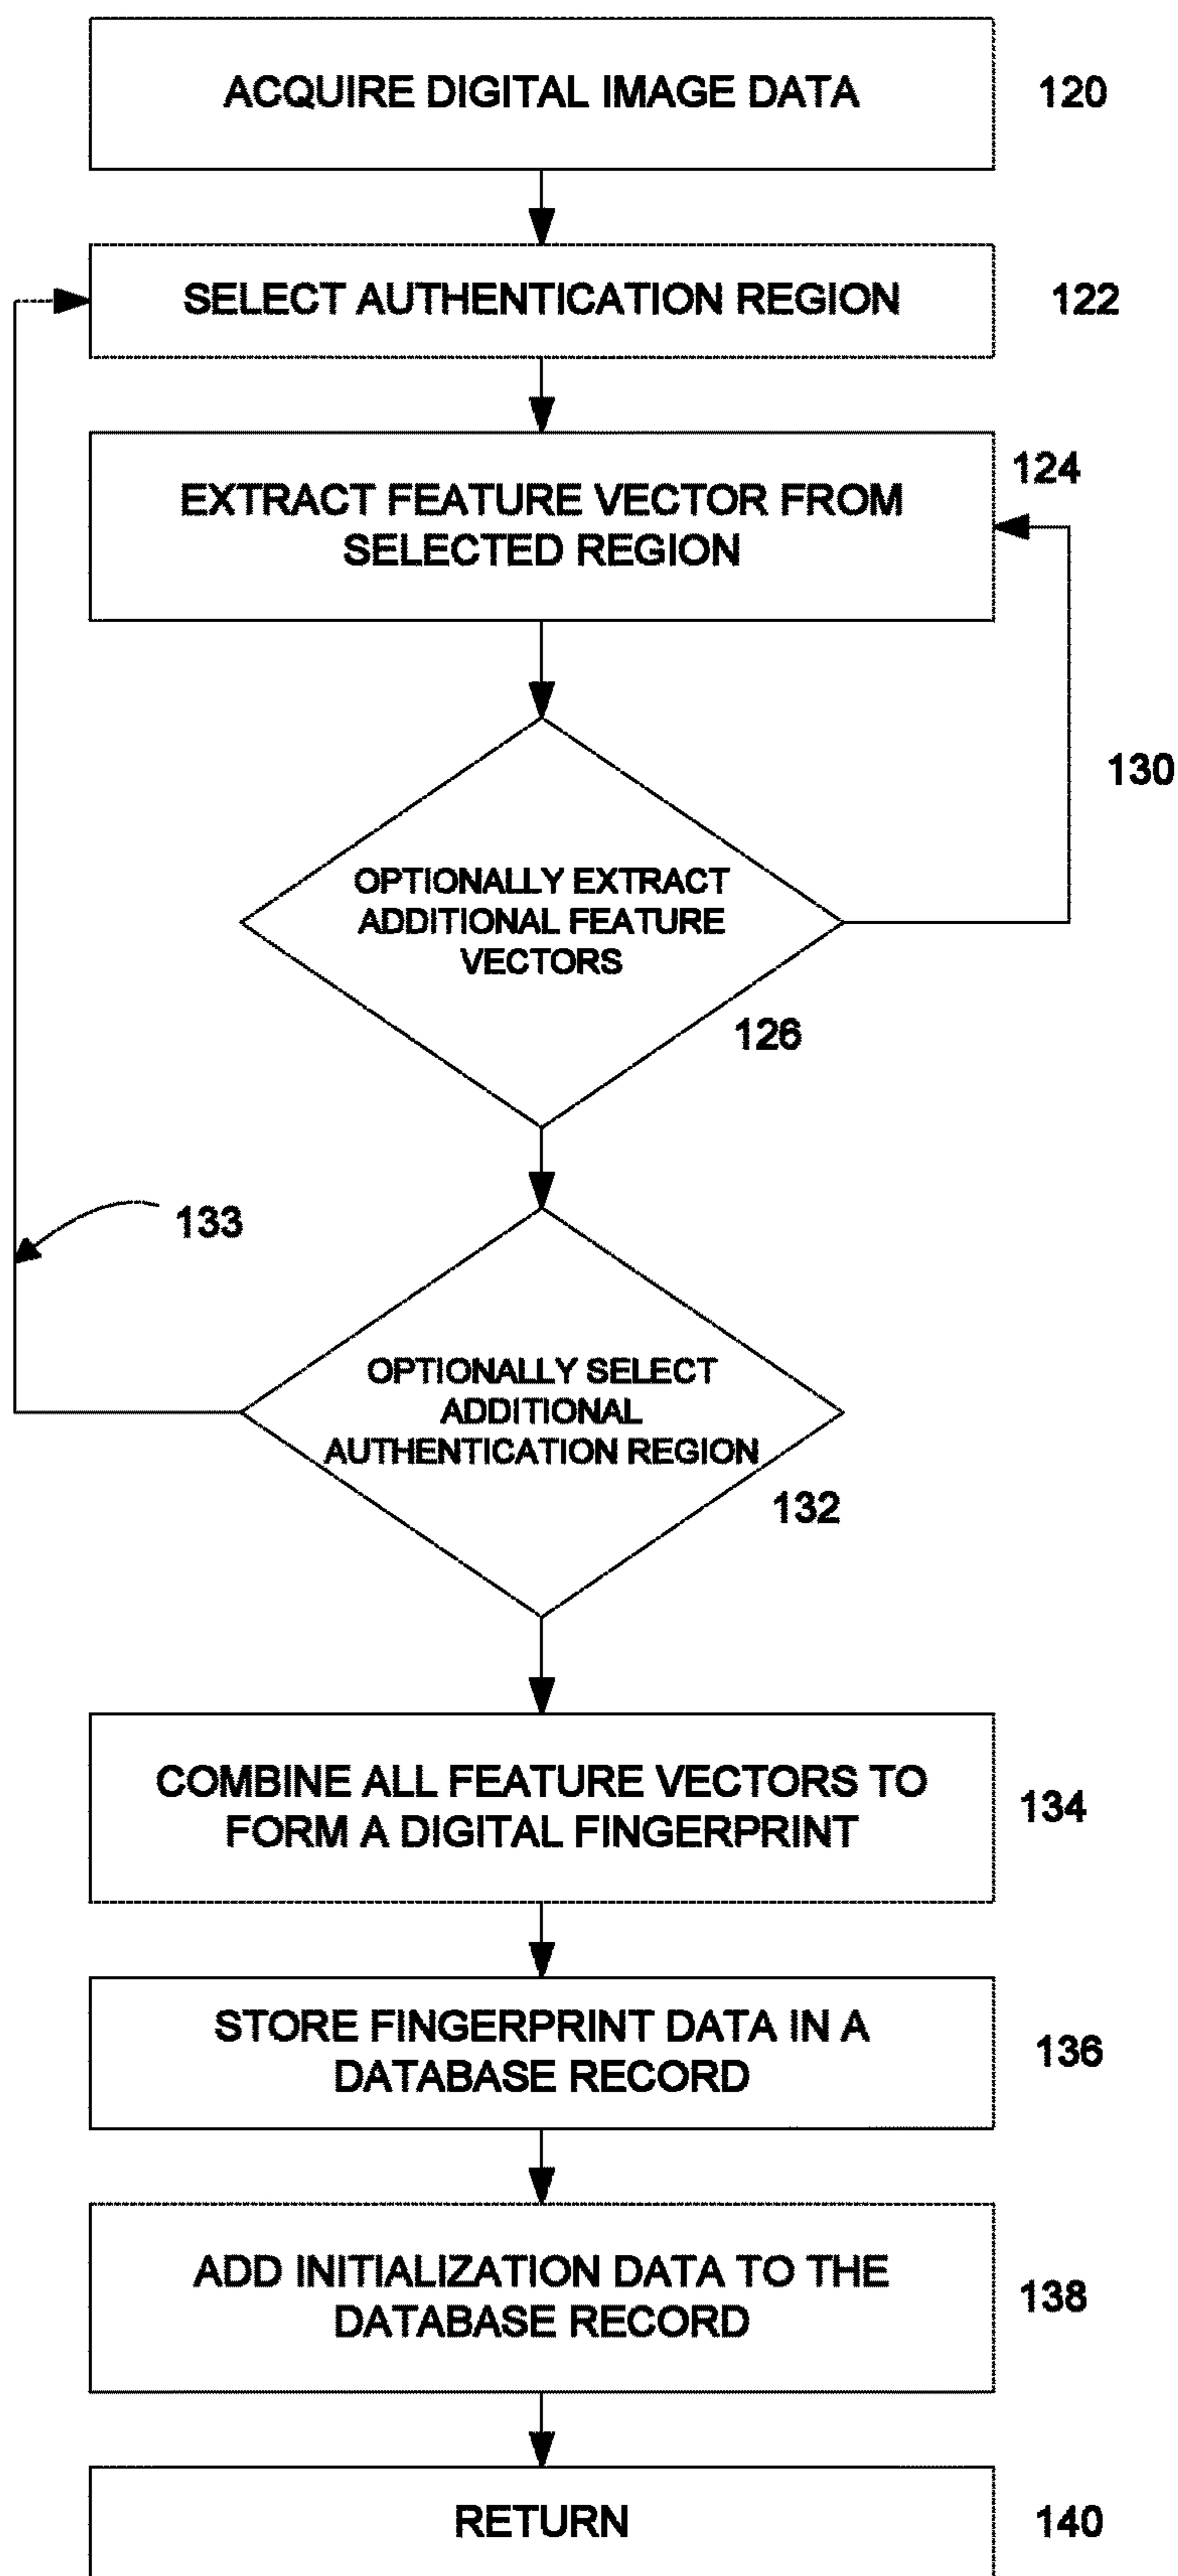 ACQUIRE DIGITAL IMAGE DATA
120
SELECT AUTHENTICATION REGION
122
124
EXTRACT FEATURE VECTOR FROM
SELECTED REGION
130
OPTIONALLY EXTRACT
ADDITIONAL FEATURE
VECTORS
126
133
OPTIONALLY SELECT
ADDITIONAL
AUTHENTICATION REGION
132
COMBINE ALL FEATURE VECTORS TO
FORM A DIGITAL FINGERPRINT
134
STORE FINGERPRINT DATA IN A
DATABASE RECORD
136
ADD INITIALIZATION DATA TO THE
DATABASE RECORD
138
RETURN
140